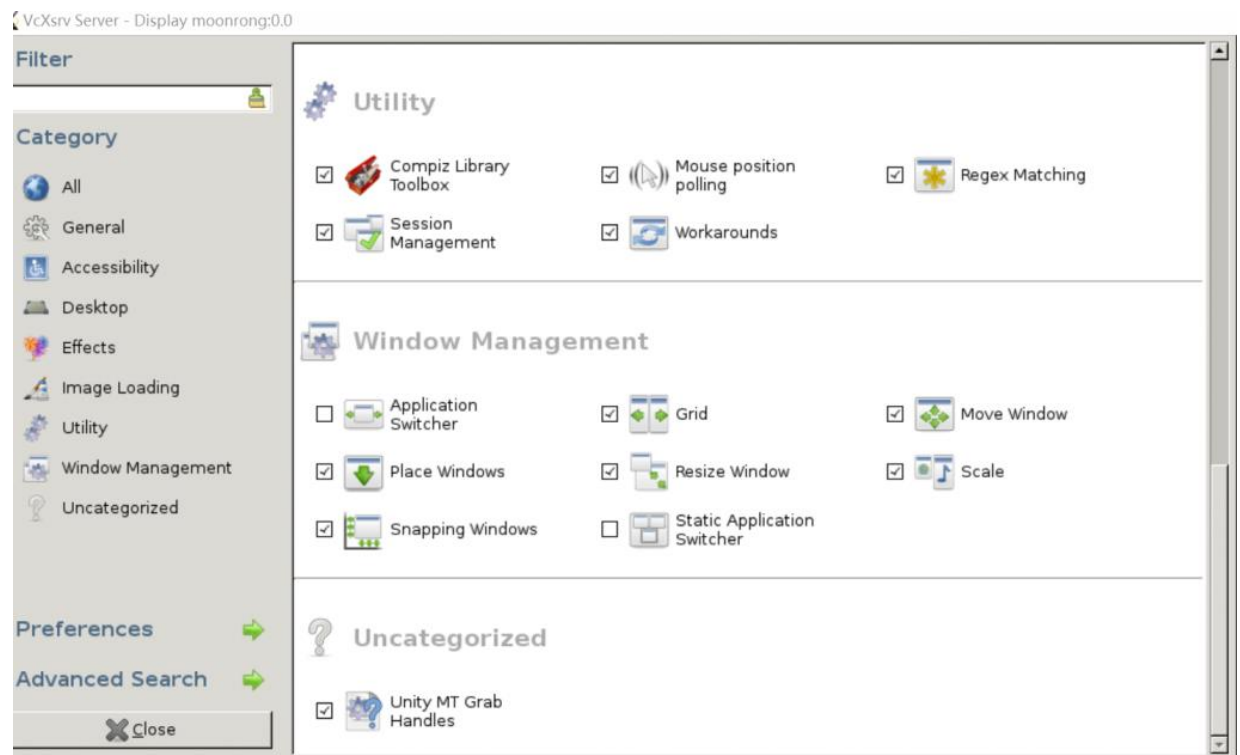 VcXsrv Server - Display moonrong:0.0
Filter
Category
All
General
Accessibility
Desktop
Effects
Image Loading
Utility
Window Management
Uncategorized
Preferences
Advanced Search
Close
Utility
Compiz Library
Toolbox
Mouse position
polling
Regex Matching
Session
Management
Workarounds
Window Management
Application
Switcher
Grid
Move Window
Place Windows
Resize Window
Scale
Snapping Windows
Static Application
Switcher
Uncategorized
Unity MT Grab
Handles